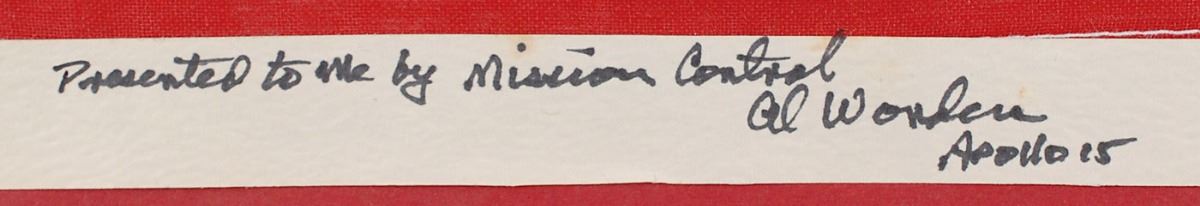 Presented to me by Mission Control
Al Worden
Apollo 15